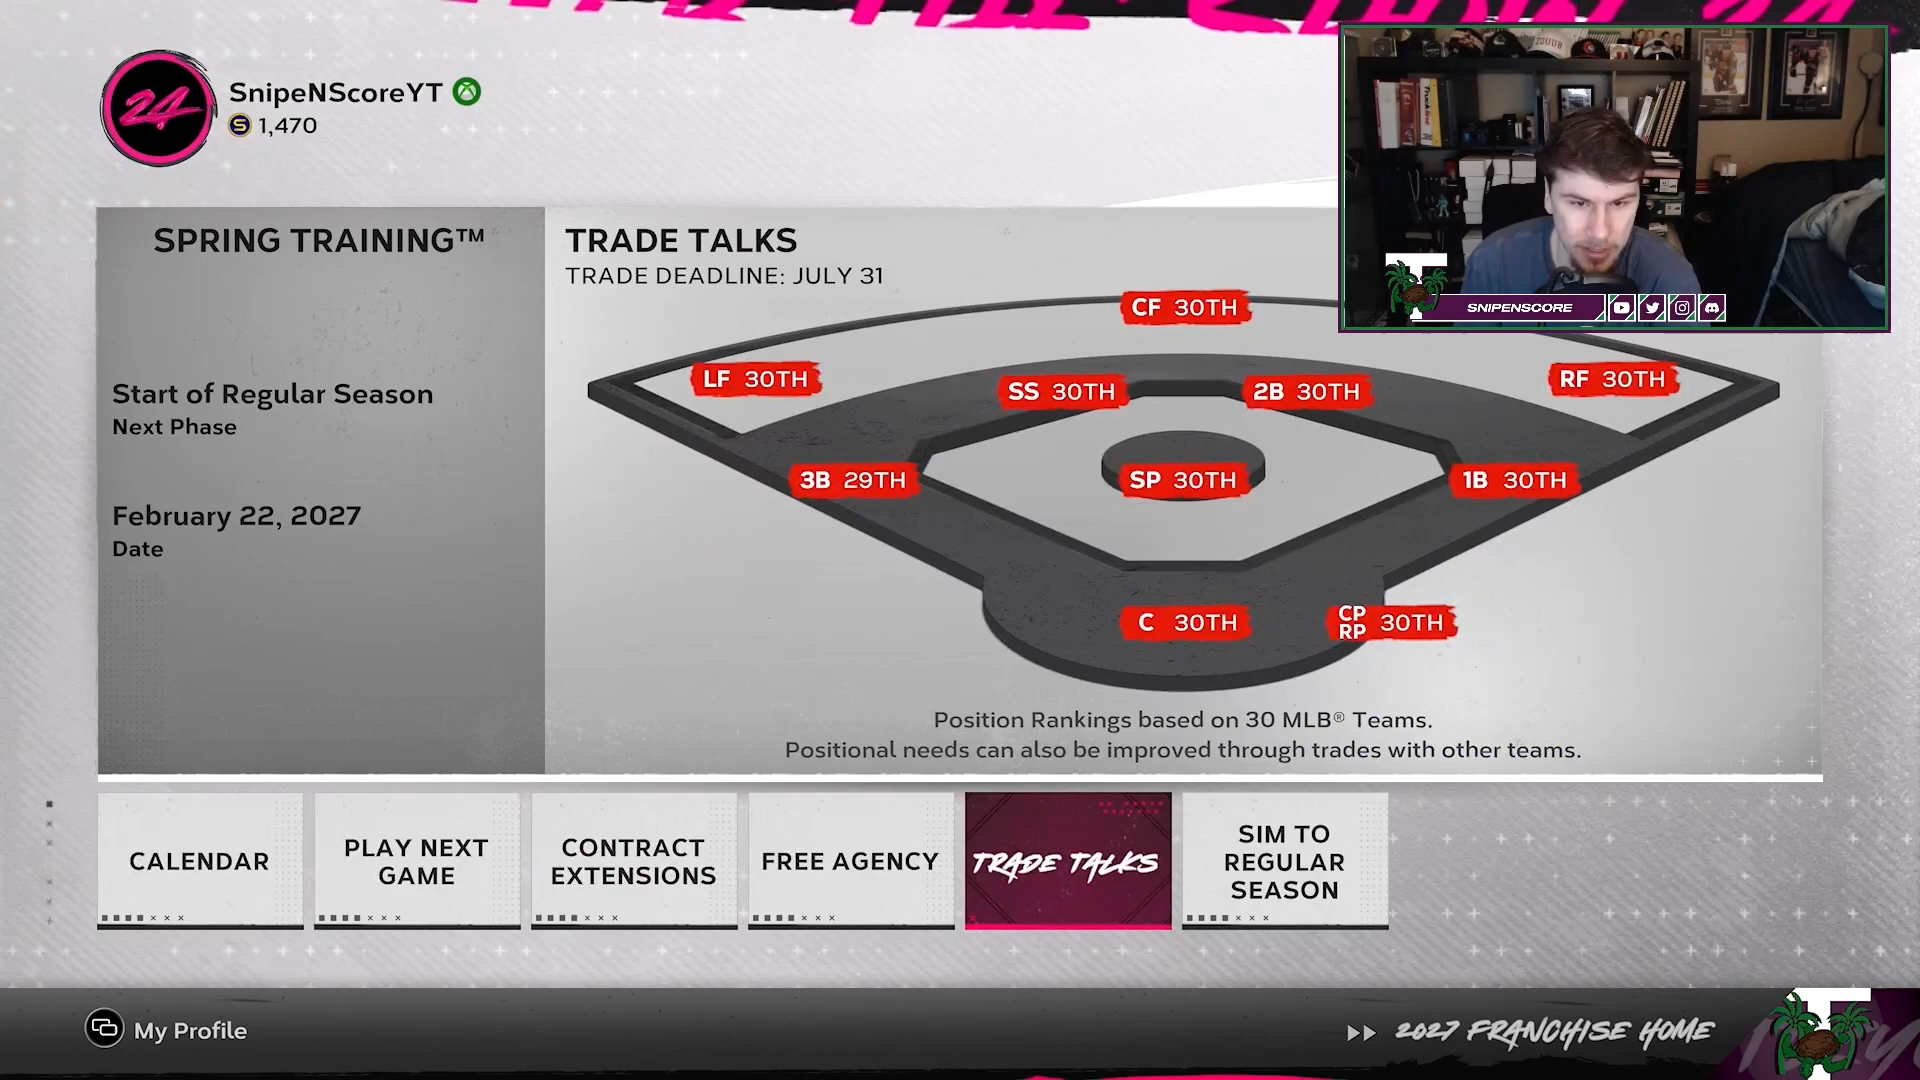 SnipeNScoreYT
S 1,470
24
SPRING TRAINING™
Start of Regular Season
Next Phase
February 22, 2027
Date
TRADE TALKS
TRADE DEADLINE: JULY 31
CF 30TH
LF 30TH
SS 30TH
2B 30TH
RF 30TH
3B 29TH
SP 30TH
1B 30TH
C 30TH
CP
RP 30TH
Position Rankings based on 30 MLB® Teams.
Positional needs can also be improved through trades with other teams.
SNIPENSCORE
CALENDAR
PLAY NEXT
GAME
CONTRACT
EXTENSIONS
FREE AGENCY
TRADE TALKS
SIM TO
REGULAR
SEASON
My Profile
2027 FRANCHISE HOME